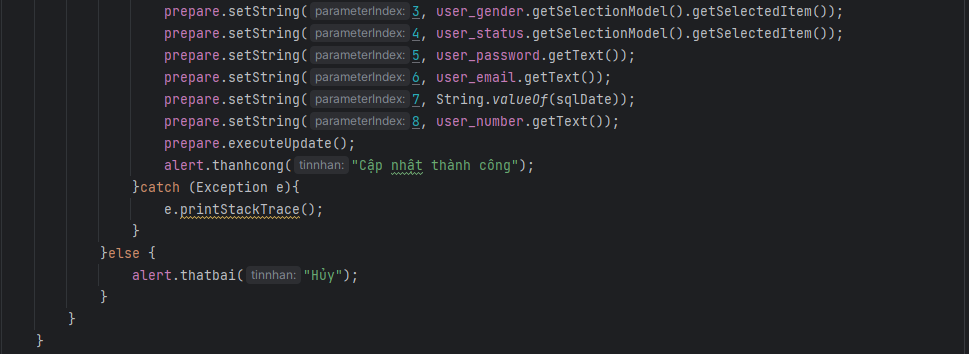 prepare.setString( parameterIndex: 3, user_gender.getSelectionModel().getSelectedItem());
prepare.setString( parameterIndex: 4, user_status.getSelectionModel().getSelectedItem());
prepare.setString( parameterIndex: 5, user_password.getText());
prepare.setString( parameterIndex: 6, user_email.getText());
prepare.setString( parameterIndex: 7, String.valueOf(sqlDate));
prepare.setString( parameterIndex: 8, user_number.getText());
prepare.executeUpdate();
alert.thanhcong( tinnhan: "Cập nhật thành công");
}catch (Exception e){
e.printStackTrace();
}
}else {
alert.thatbai( tinnhan: "Hủy");
}
}
}